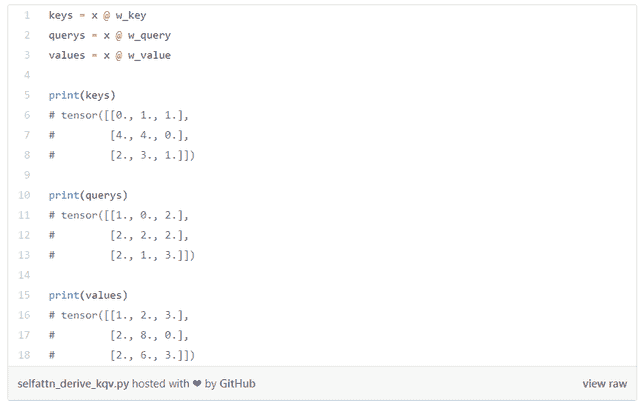 1 keys = x @ w_key
2 querys = x @ w_query
3 values = x @ w_value
4
5 print(keys)
6 # tensor([[0., 1., 1.],
7 #         [4., 4., 0.],
8 #         [2., 3., 1.]])
9
10 print(querys)
11 # tensor([[1., 0., 2.],
12 #         [2., 2., 2.],
13 #         [2., 1., 3.]])
14
15 print(values)
16 # tensor([[1., 2., 3.],
17 #         [2., 8., 0.],
18 #         [2., 6., 3.]])
selfattn_derive_kqv.py hosted with ❤ by GitHub view raw